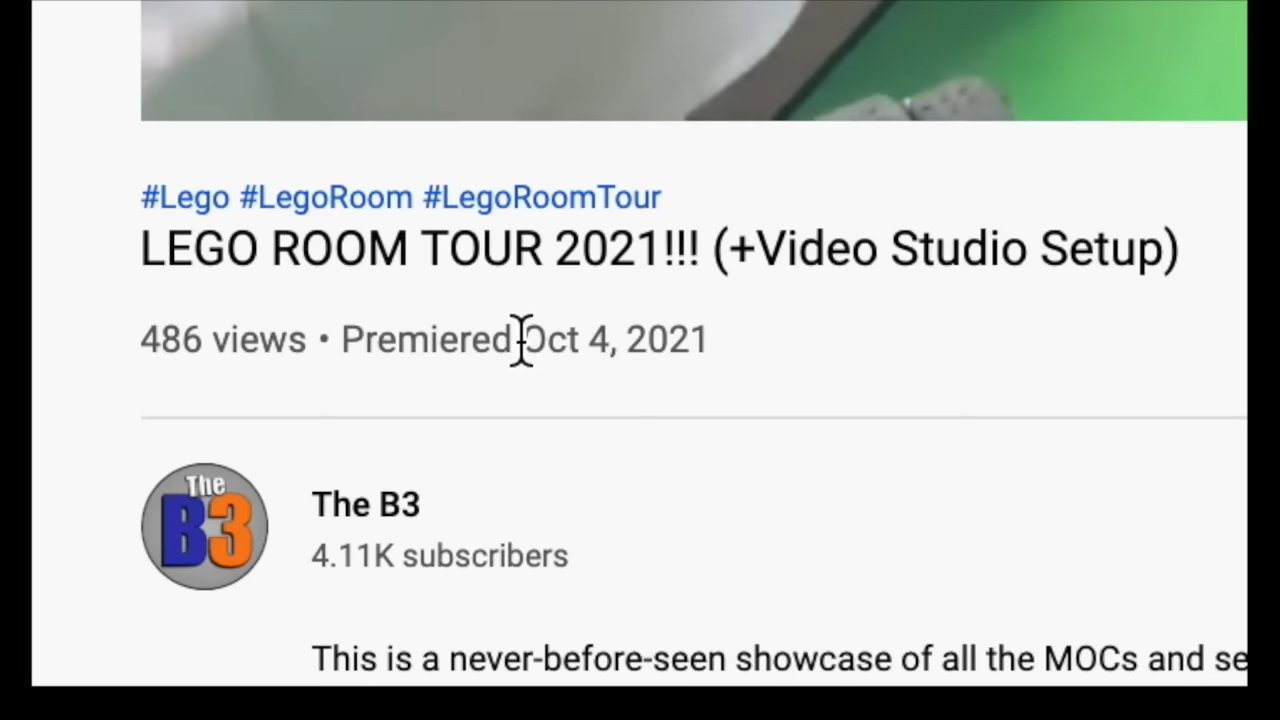 #Lego #LegoRoom #LegoRoomTour
LEGO ROOM TOUR 2021!!! (+Video Studio Setup)
486 views • Premiered Oct 4, 2021
The
B3
The B3
4.11K subscribers
This is a never-before-seen showcase of all the MOCs and se